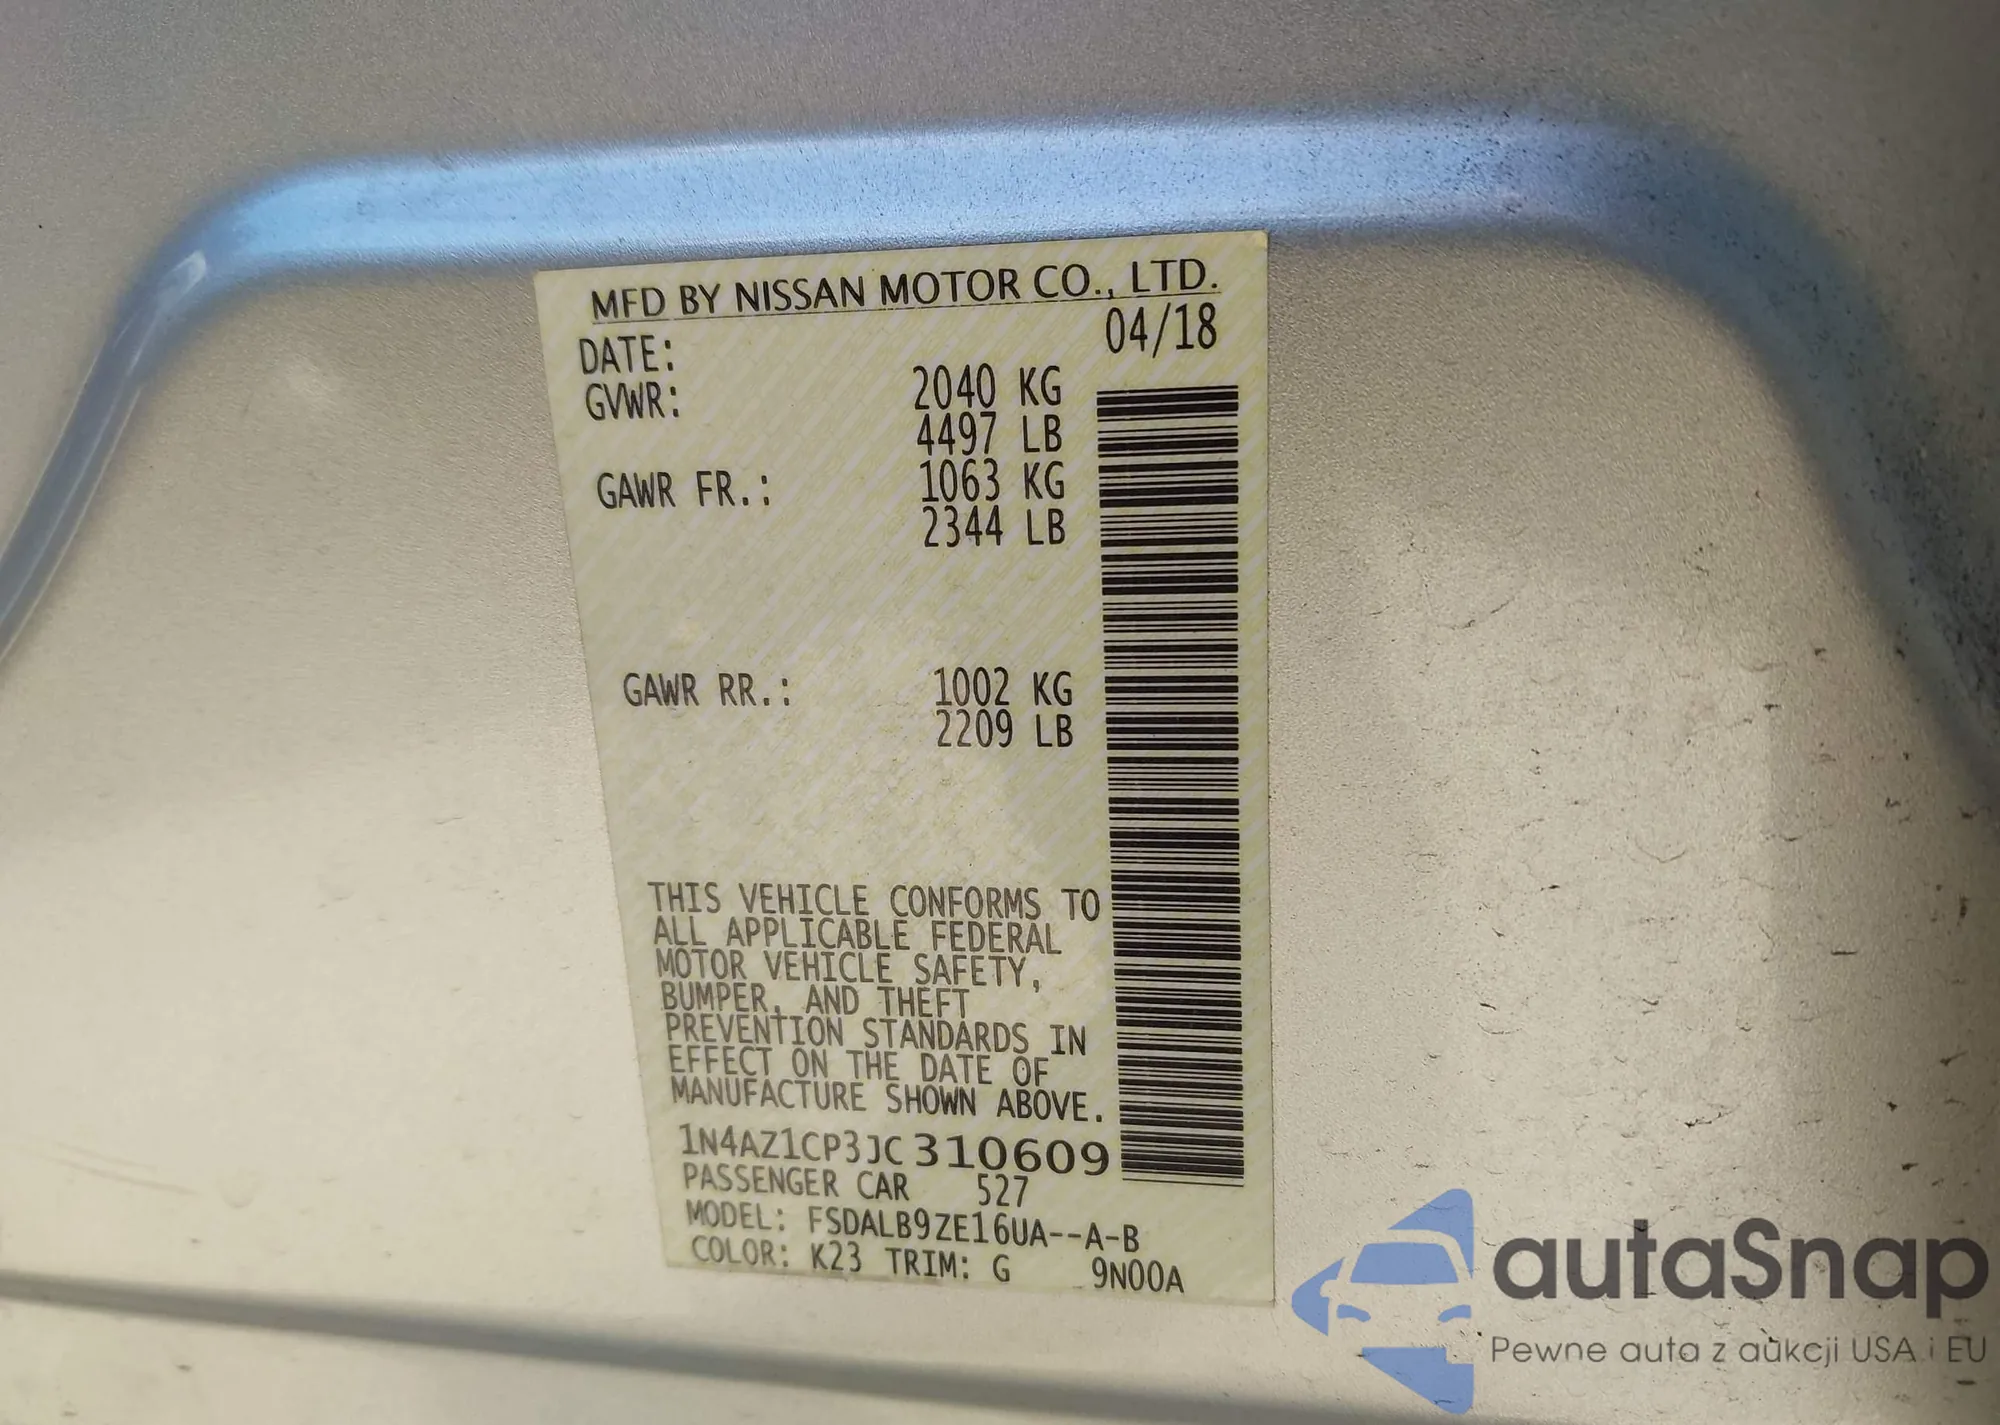 MFD BY NISSAN MOTOR CO., LTD.
DATE: 04/18
GVWR: 2040 KG
4497 LB
GAWR FR.: 1063 KG
2344 LB
GAWR RR.: 1002 KG
2209 LB
THIS VEHICLE CONFORMS TO
ALL APPLICABLE FEDERAL
MOTOR VEHICLE SAFETY,
BUMPER, AND THEFT
PREVENTION STANDARDS IN
EFFECT ON THE DATE OF
MANUFACTURE SHOWN ABOVE.
1N4AZ1CP3JC310609
PASSENGER CAR 527
MODEL: FSDALB9ZE16UA--A-B
COLOR: K23 TRIM: G 9N00A
autaSnap
Pewne auta z aukcji USA i EU